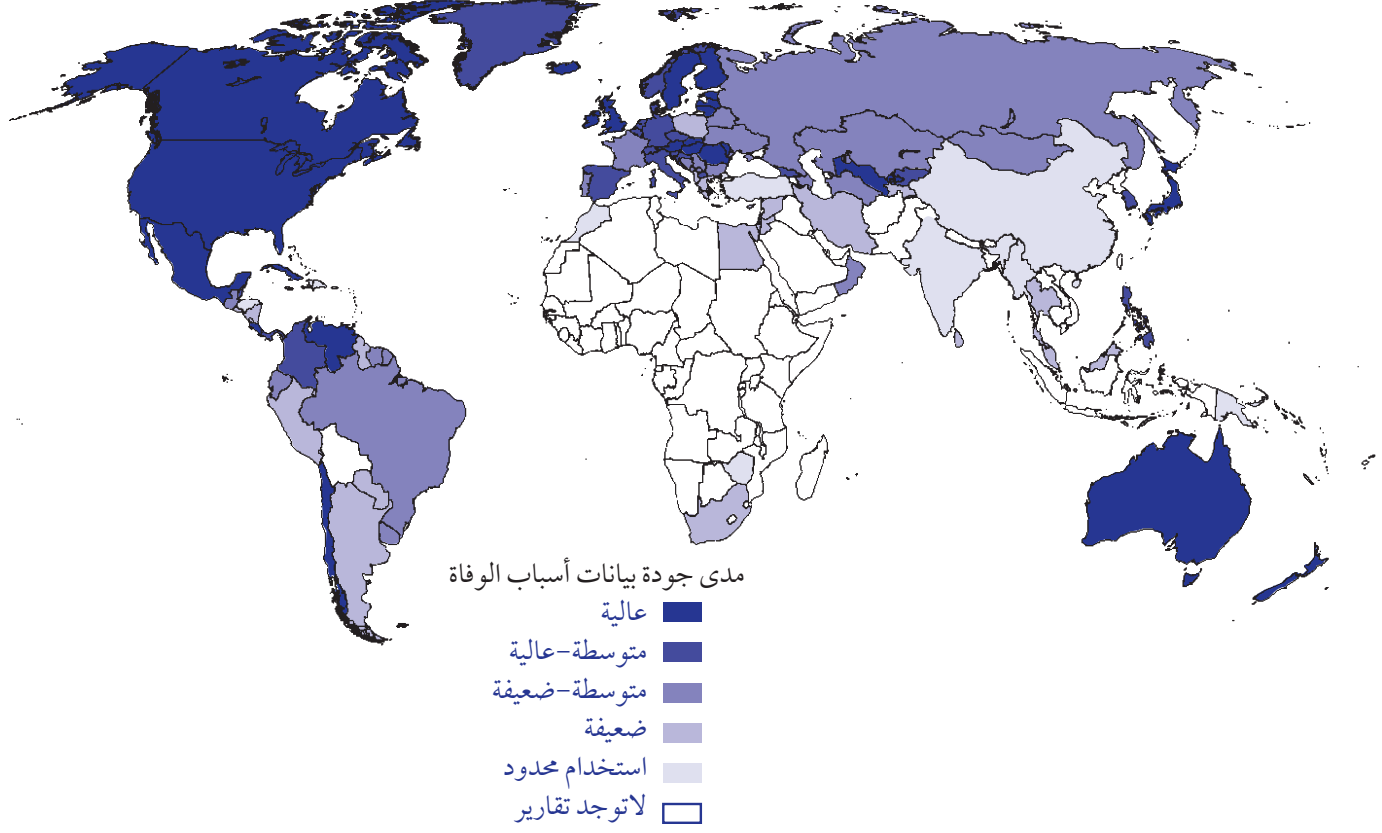 مدى جودة بيانات أسباب الوفاة
عالية
متوسطة-عالية
متوسطة-ضعيفة
ضعيفة
استخدام محدود
لاتوجد تقارير